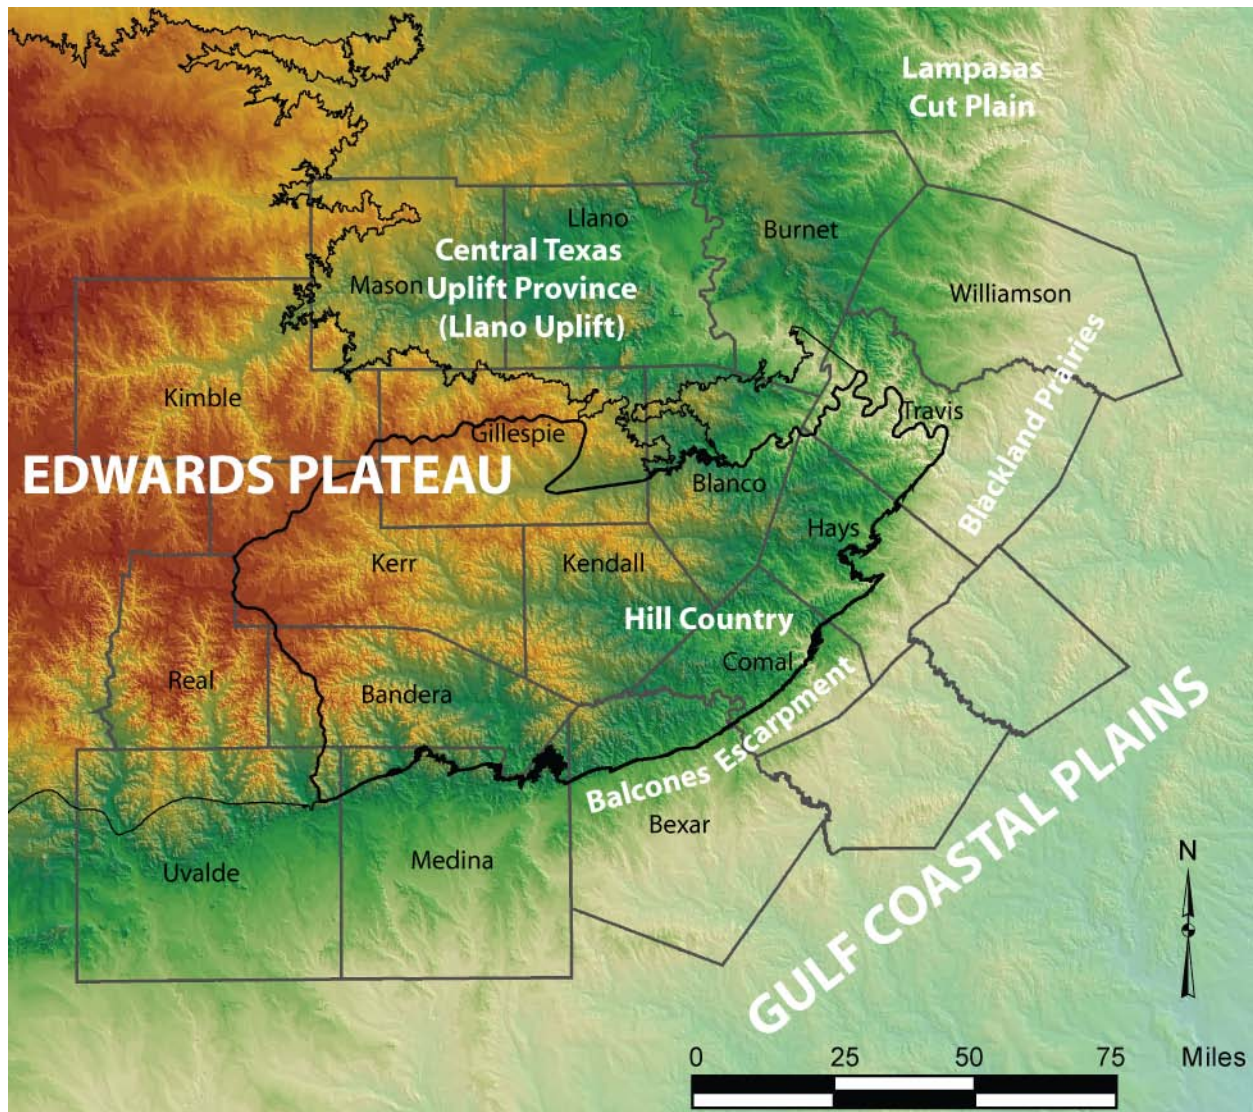 Lampasas
Cut Plain
Llano
Burnet
Central Texas
Uplift Province
(Llano Uplift)
Mason
Williamson
Kimble
Gillespie
Travis
Blackland Prairies
EDWARDS PLATEAU
Blanco
Hays
Kerr
Kendall
Hill Country
Comal
Real
Bandera
Balcones Escarpment
Bexar
Uvalde
Medina
GULF COASTAL PLAINS
N
0 25 50 75 Miles